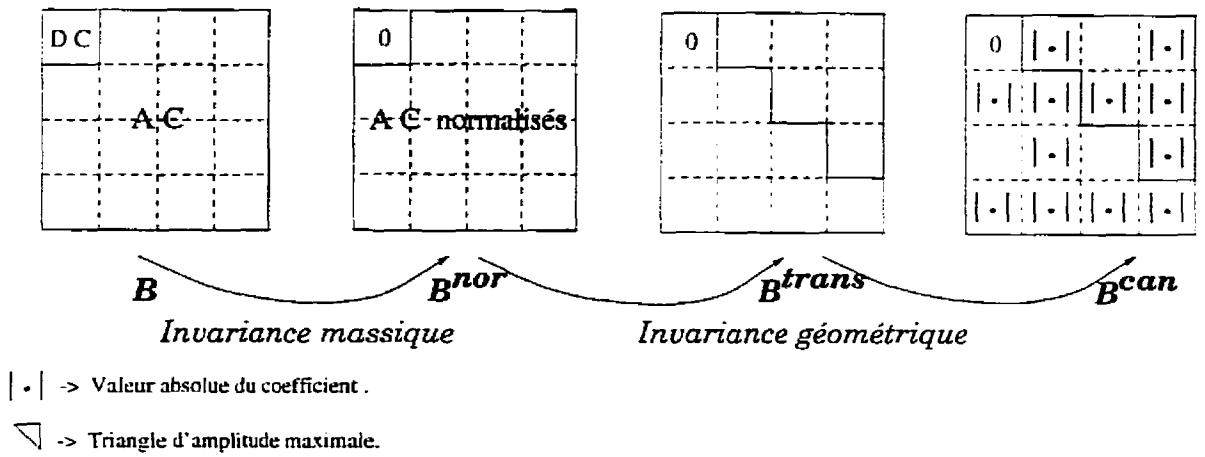 D C 0 0 0 |·| |·|
A C A C normalisés |·| |·| |·| |·|
|·| |·|
|·| |·| |·| |·|
B B^nor B^trans B^can
Invariance massique Invariance géométrique
|·| -> Valeur absolue du coefficient .
-> Triangle d'amplitude maximale.